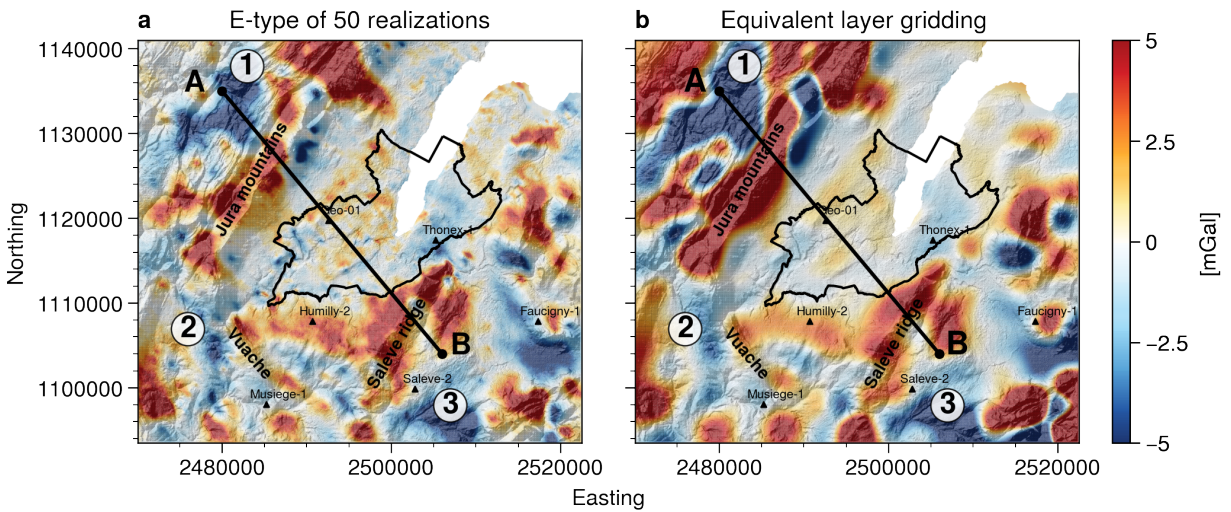 a E-type of 50 realizations
b Equivalent layer gridding
1140000
1130000
1120000
1110000
1100000
Northing
A
1
Jura mountains
eo-01
Thonex-1
Humilly-2
Faucigny-1
2
Vuache
Saleve ridge
B
Musiege-1
Saleve-2
3
2480000 2500000 2520000
A
1
Jura mountains
eo-01
Thonex-1
Humilly-2
Faucigny-1
2
Vuache
Saleve ridge
B
Musiege-1
Saleve-2
3
2480000 2500000 2520000
Easting
5
2.5
0
−2.5
−5
[mGal]